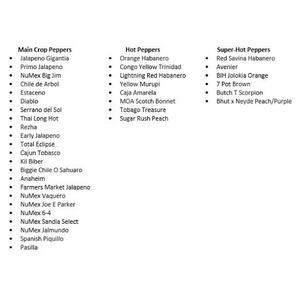 Main Crop Peppers
Jalapeno Gigantia
Primo Jalapeno
NuMex Big Jim
Chile de Arbol
Estaceno
Diablo
Serrano del Sol
Thai Long Hot
Rezha
Early Jalapeno
Total Eclipse
Cajun Tobasco
Kil Biber
Biggie Chile O Sahuaro
Anaheim
Farmers Market Jalapeno
NuMex Vaquero
NuMex Joe E Parker
NuMex 6-4
NuMex Sandia Select
NuMex Jalmundo
Spanish Piquillo
Pasilla
Hot Peppers
Orange Habanero
Congo Yellow Trinidad
Lightning Red Habanero
Yellow Murupi
Caja Amarela
MOA Scotch Bonnet
Tobago Treasure
Sugar Rush Peach
Super-Hot Peppers
Red Savina Habanero
Avenier
BIH Jolokia Orange
7 Pot Brown
Butch T Scorpion
Bhut x Neyde Peach/Purple